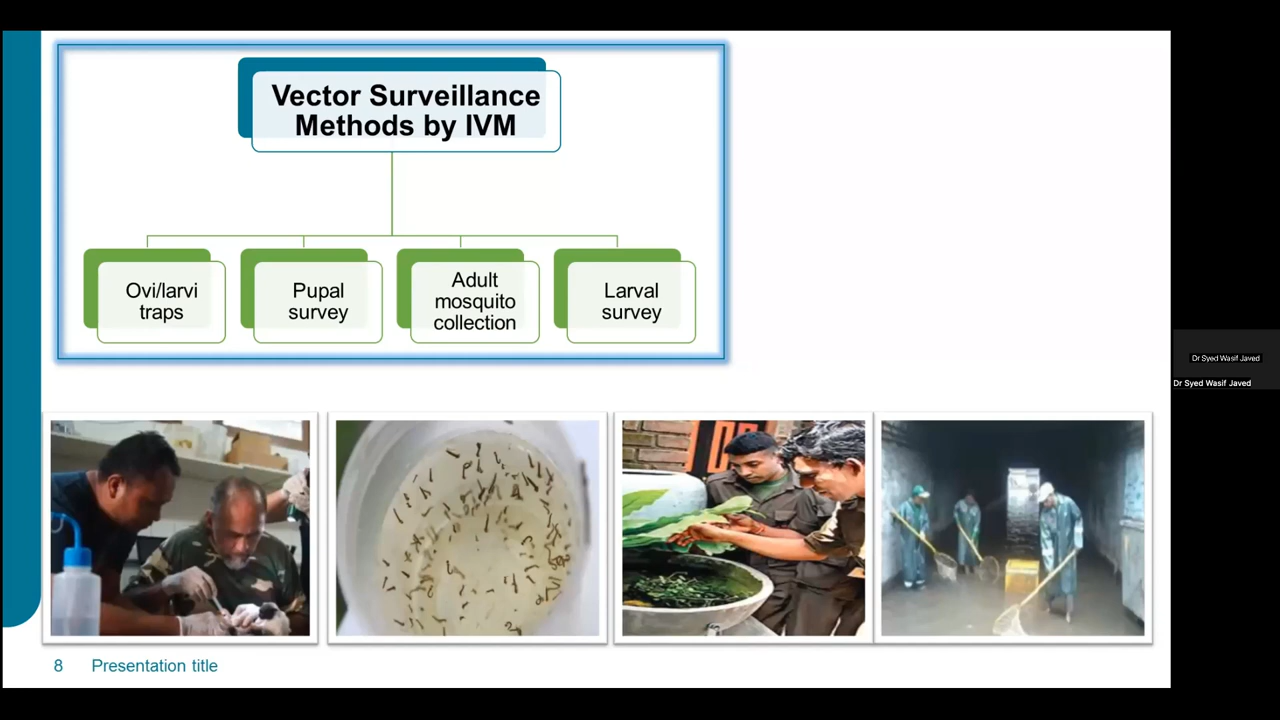 Vector Surveillance
Methods by IVM
Ovi/larvi
traps
Pupal
survey
Adult
mosquito
collection
Larval
survey
Dr Syed Wasif Javed
Dr Syed Wasif Javed
8 Presentation title